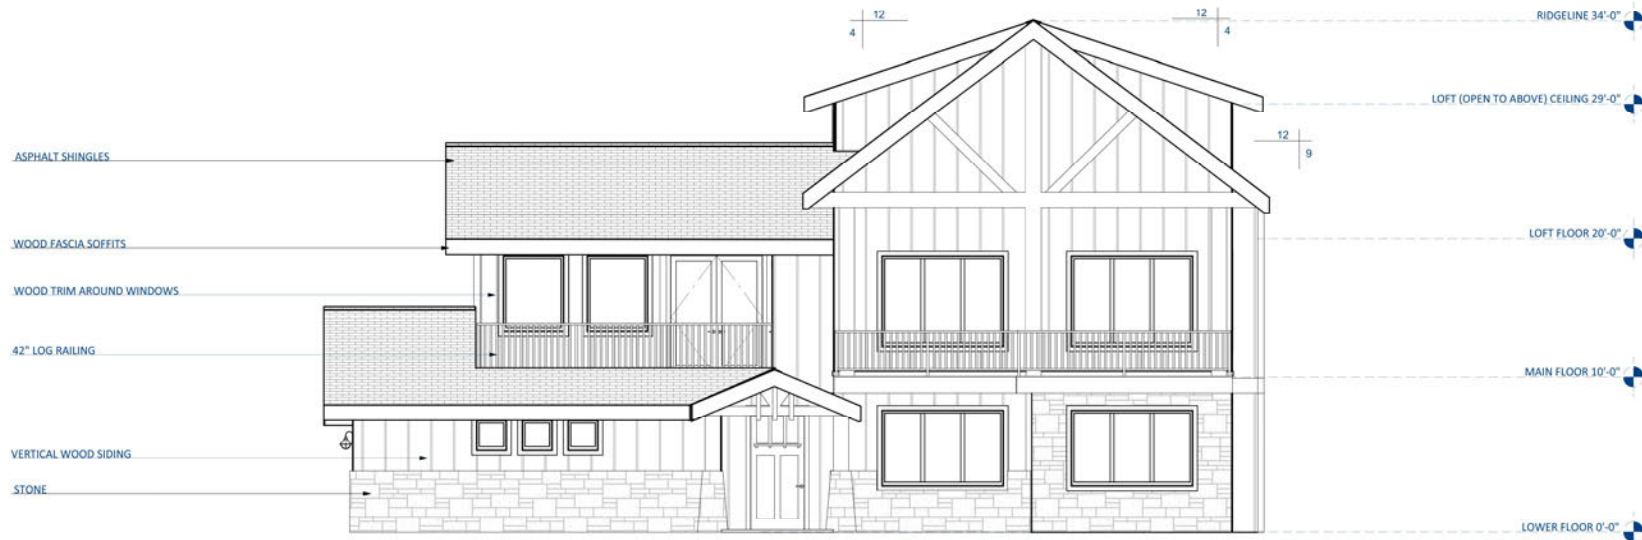 12
4
12
4
RIDGELINE 34'-0"
LOFT (OPEN TO ABOVE) CEILING 29'-0"
12
9
ASPHALT SHINGLES
WOOD FASCIA SOFFITS
LOFT FLOOR 20'-0"
WOOD TRIM AROUND WINDOWS
42" LOG RAILING
MAIN FLOOR 10'-0"
VERTICAL WOOD SIDING
STONE
LOWER FLOOR 0'-0"